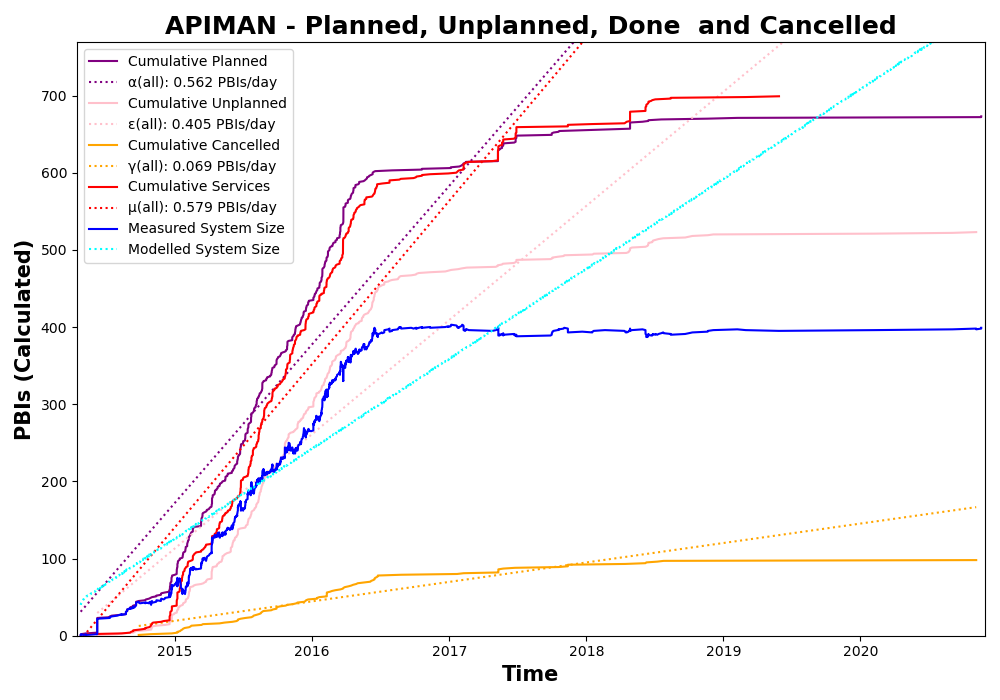 APIMAN - Planned, Unplanned, Done  and Cancelled
Cumulative Planned
α(all): 0.562 PBIs/day
Cumulative Unplanned
ε(all): 0.405 PBIs/day
Cumulative Cancelled
γ(all): 0.069 PBIs/day
Cumulative Services
μ(all): 0.579 PBIs/day
Measured System Size
Modelled System Size
PBIs (Calculated)
700
600
500
400
300
200
100
0
2015 2016 2017 2018 2019 2020
Time